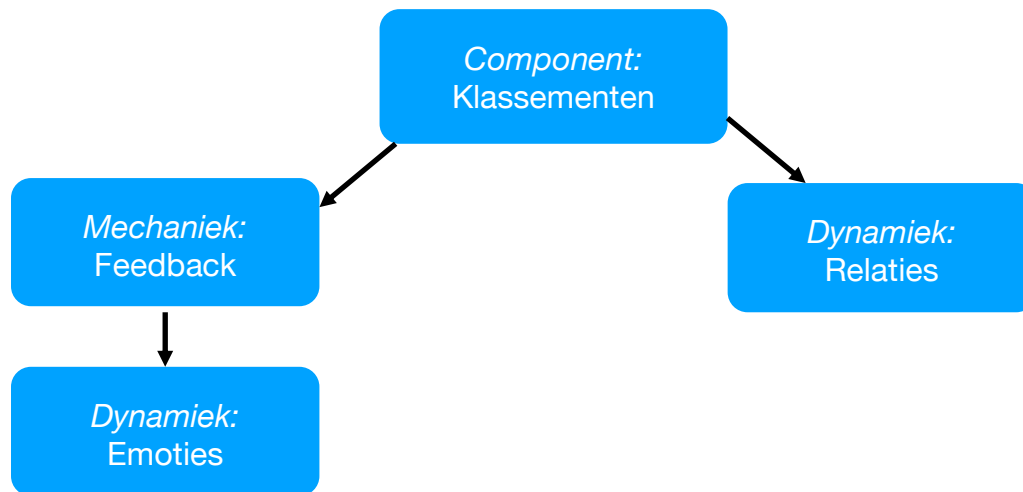 Component:
Klassementen
Mechaniek:
Feedback
Dynamiek:
Relaties
Dynamiek:
Emoties